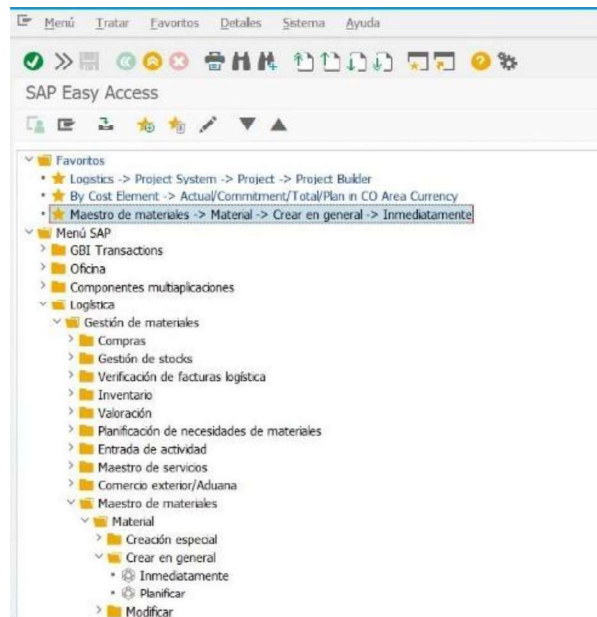 Menú Tratar Favoritos Detalles Sistema Ayuda
SAP Easy Access
Favoritos
Logistics -> Project System -> Project -> Project Builder
By Cost Element -> Actual/Commitment/Total/Plan in CO Area Currency
Maestro de materiales -> Material -> Crear en general -> Inmediatamente
Menú SAP
GBI Transactions
Oficina
Componentes multiaplicaciones
Logística
Gestión de materiales
Compras
Gestión de stocks
Verificación de facturas logística
Inventario
Valoración
Planificación de necesidades de materiales
Entrada de actividad
Maestro de servicios
Comercio exterior/Aduana
Maestro de materiales
Material
Creación especial
Crear en general
Inmediatamente
Planificar
Modificar